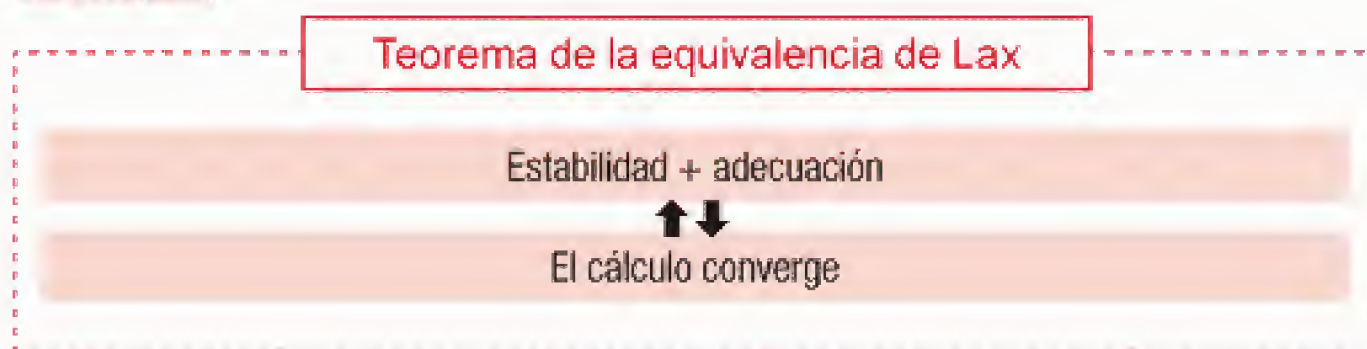 Teorema de la equivalencia de Lax
Estabilidad + adecuación
El cálculo converge